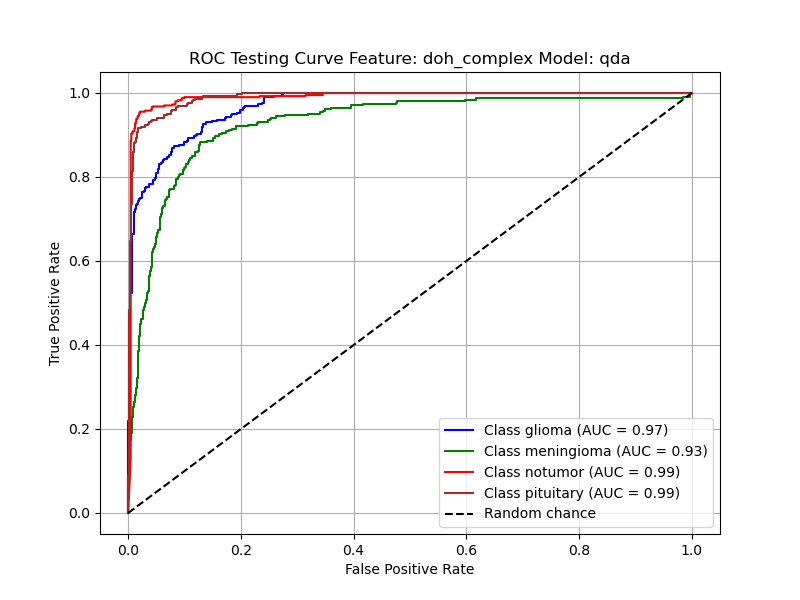 ROC Testing Curve Feature: doh_complex Model: qda
True Positive Rate
1.0
0.8
0.6
0.4
0.2
0.0
0.0 0.2 0.4 0.6 0.8 1.0
False Positive Rate
Class glioma (AUC = 0.97)
Class meningioma (AUC = 0.93)
Class notumor (AUC = 0.99)
Class pituitary (AUC = 0.99)
Random chance